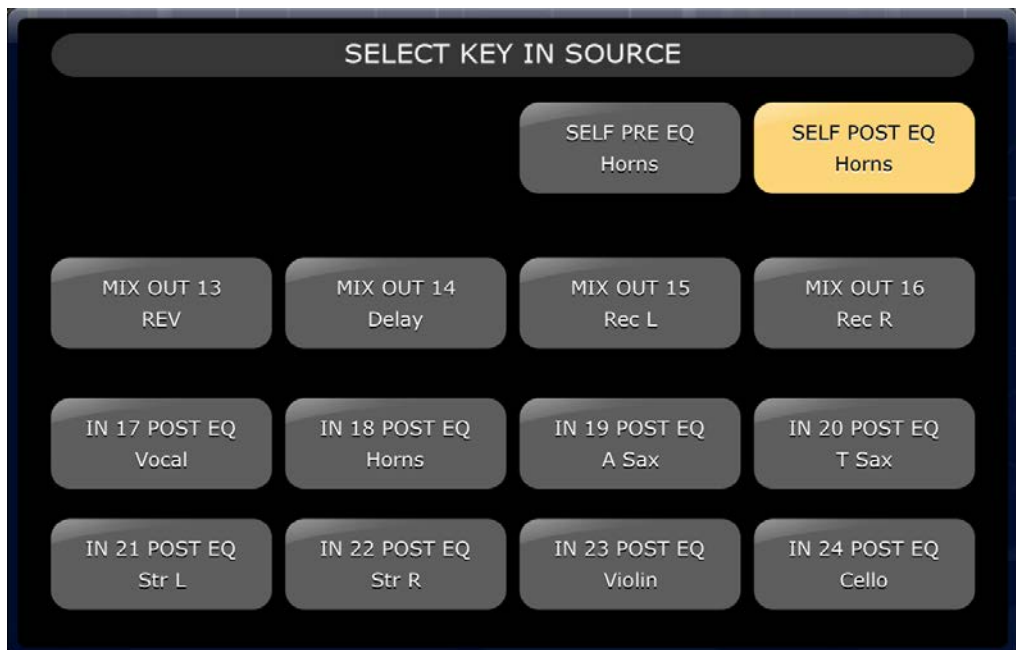 SELECT KEY IN SOURCE
SELF PRE EQ
Horns
SELF POST EQ
Horns
MIX OUT 13
REV
MIX OUT 14
Delay
MIX OUT 15
Rec L
MIX OUT 16
Rec R
IN 17 POST EQ
Vocal
IN 18 POST EQ
Horns
IN 19 POST EQ
A Sax
IN 20 POST EQ
T Sax
IN 21 POST EQ
Str L
IN 22 POST EQ
Str R
IN 23 POST EQ
Violin
IN 24 POST EQ
Cello